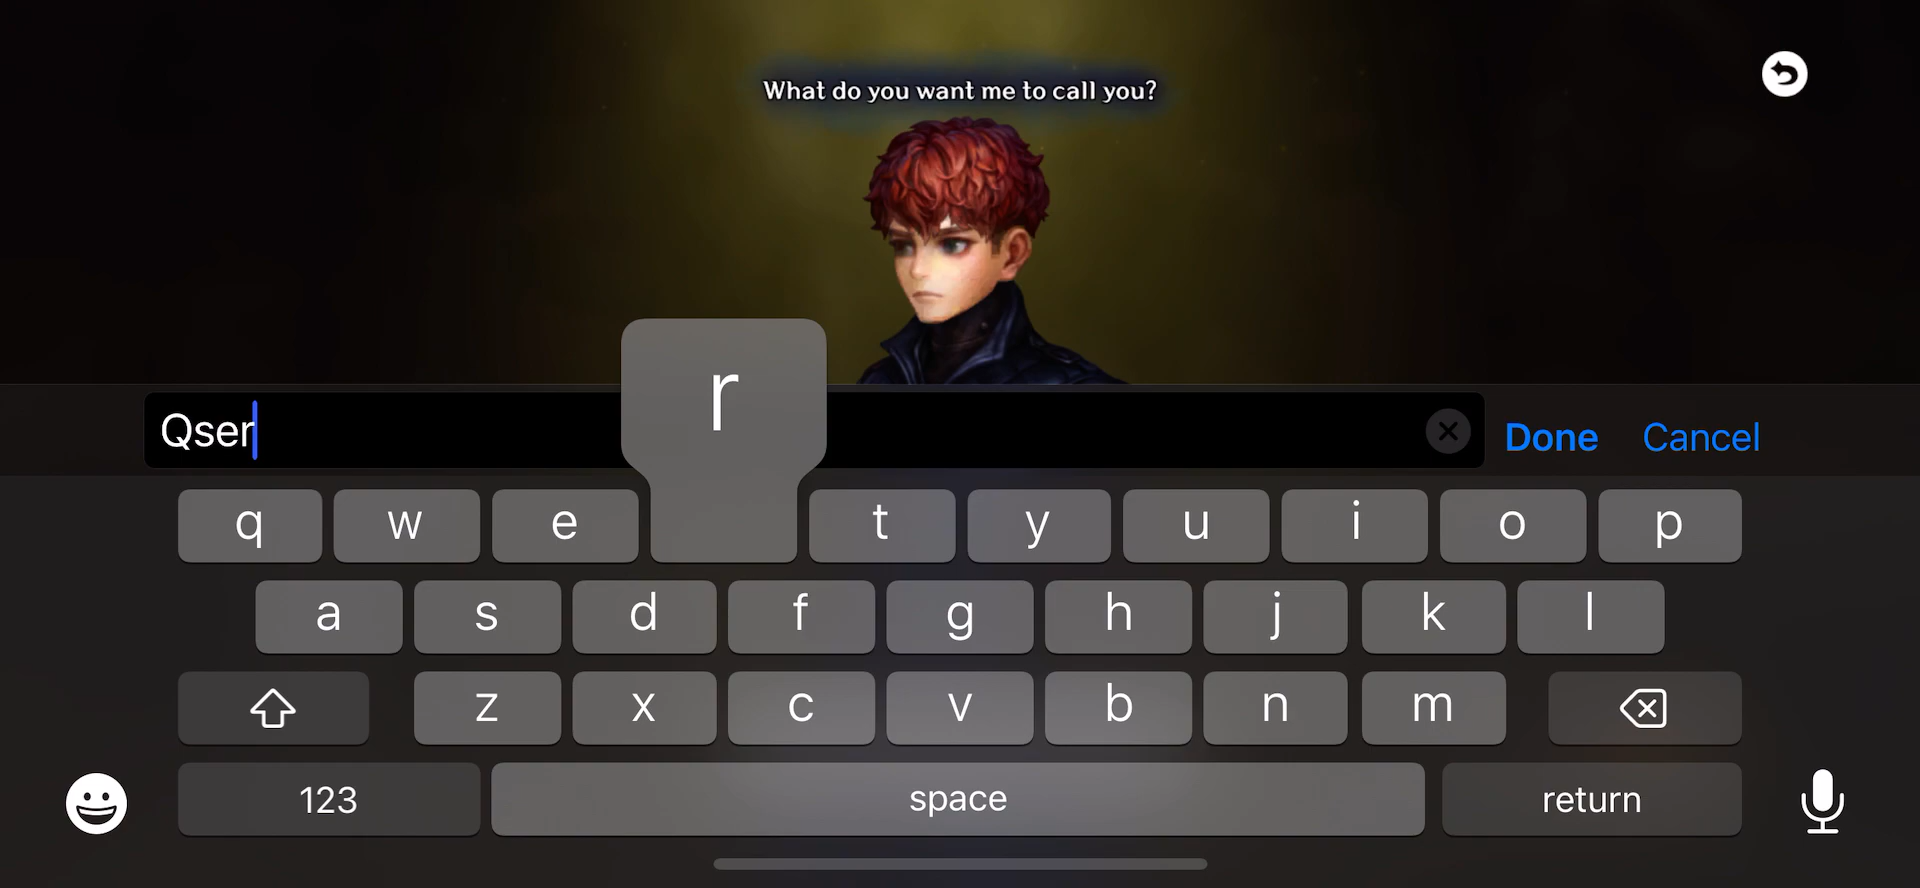 What do you want me to call you?
r
Qser
Done Cancel
q w e t y u i o p
a s d f g h j k l
z x c v b n m
123 space return